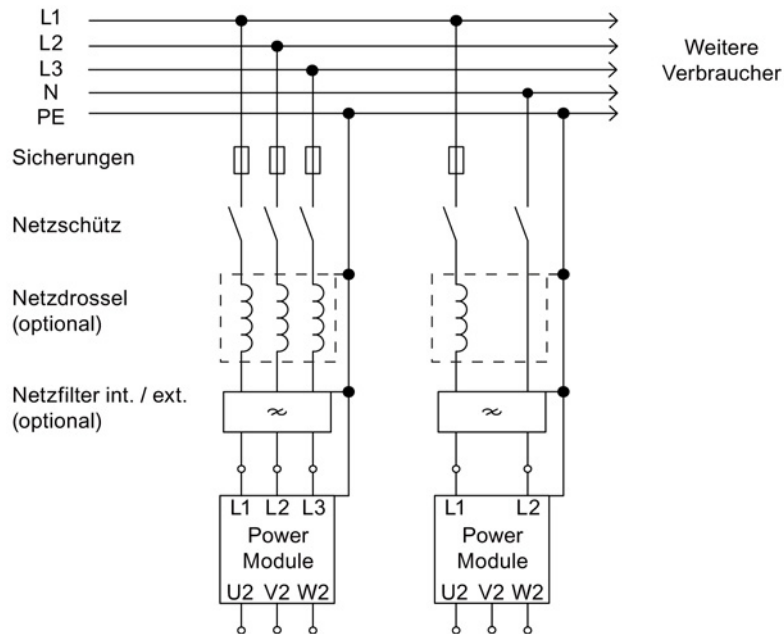 L1
L2
L3
N
PE
Weitere
Verbraucher
Sicherungen
Netzschütz
Netzdrossel
(optional)
Netzfilter int. / ext.
(optional)
L1 L2 L3
Power
Module
U2 V2 W2
L1 L2
Power
Module
U2 V2 W2